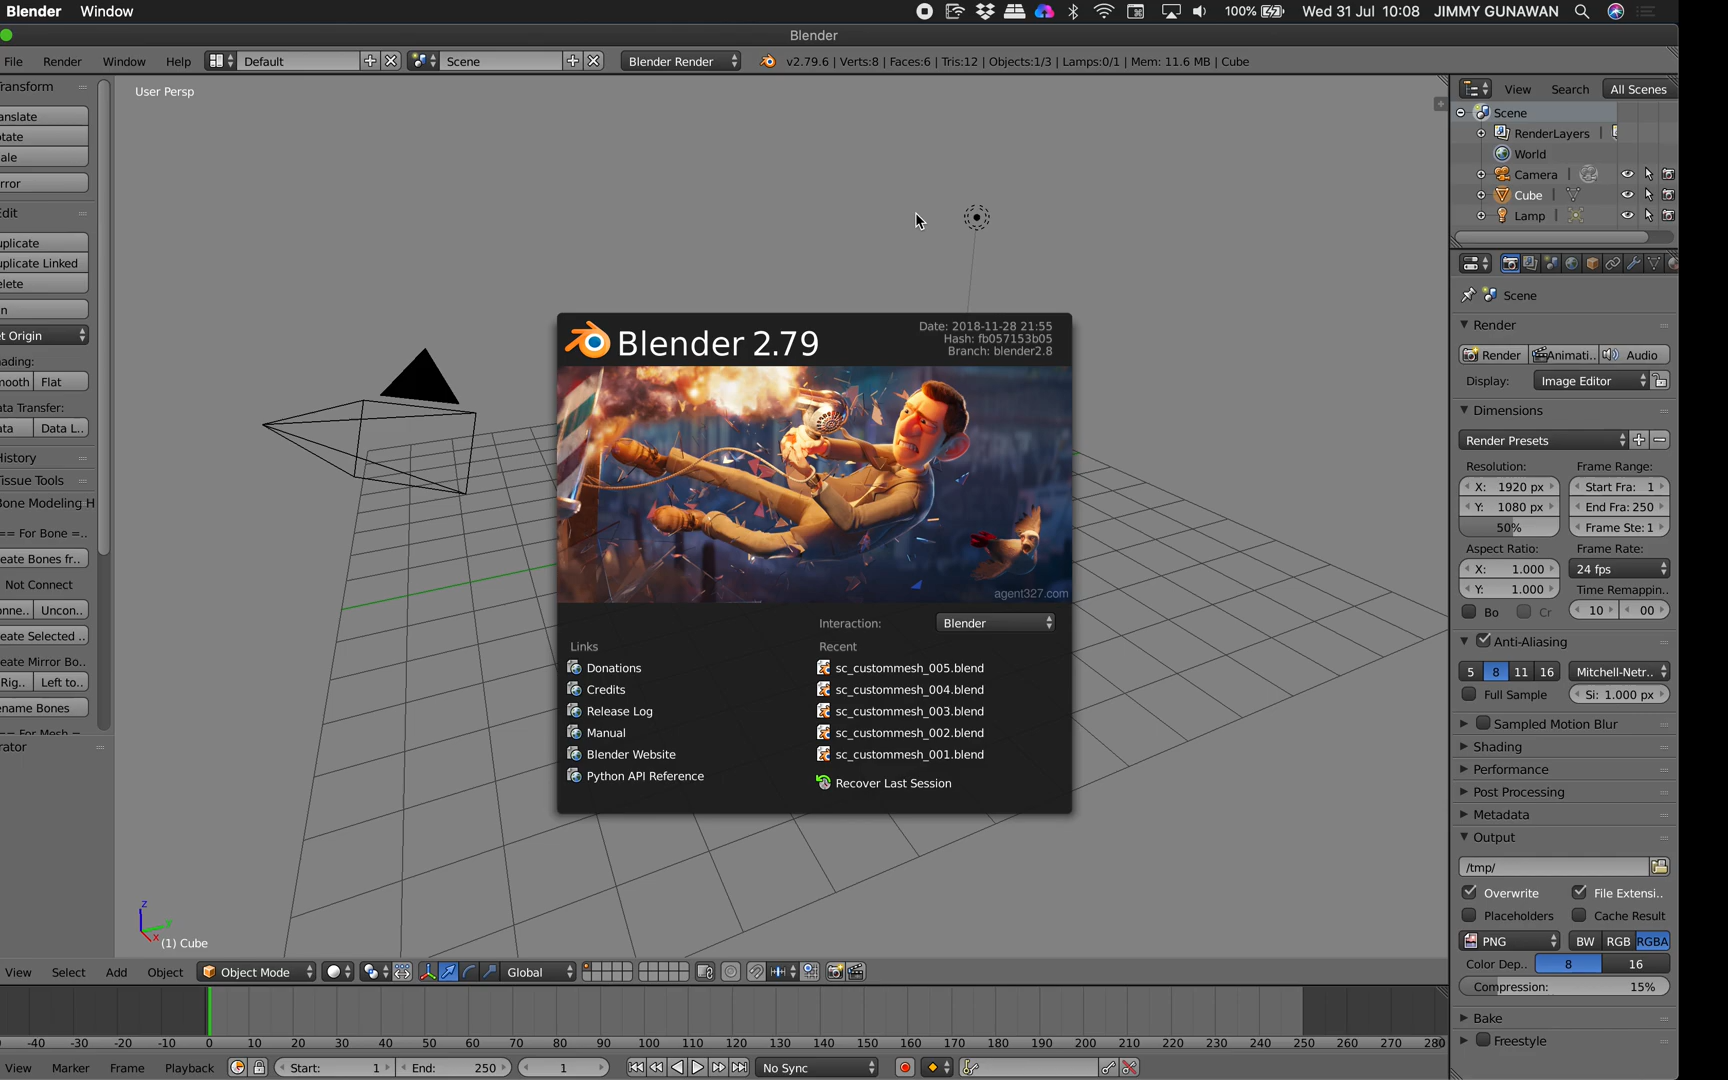 Blender Window 100% Wed 31 Jul 10:08 JIMMY GUNAWAN
Blender
File Render Window Help Default Scene Blender Render v2.79.6 | Verts:8 | Faces:6 | Tris:12 | Objects:1/3 | Lamps:0/1 | Mem: 11.6 MB | Cube
User Persp
ransform
anslate
otate
ale
rror
dit
uplicate
uplicate Linked
elete
n
t Origin
ading:
nooth Flat
ata Transfer:
ata Data L..
History
issue Tools
Bone Modeling H
== For Bone =..
eate Bones fr..
Not Connect
onne.. Uncon..
eate Selected ..
eate Mirror Bo..
Rig.. Left to..
ename Bones
== For Mesh =
rator
Blender 2.79
Date: 2018-11-28 21:55
Hash: fb057153b05
Branch: blender2.8
agent327.com
Interaction: Blender
Links
Donations
Credits
Release Log
Manual
Blender Website
Python API Reference
Recent
sc_custommesh_005.blend
sc_custommesh_004.blend
sc_custommesh_003.blend
sc_custommesh_002.blend
sc_custommesh_001.blend
Recover Last Session
z
y
x
(1) Cube
View Select Add Object Object Mode Global
-40 -30 -20 -10 0 10 20 30 40 50 60 70 80 90 100 110 120 130 140 150 160 170 180 190 200 210 220 230 240 250 260 270 280
View Marker Frame Playback Start: 1 End: 250 1 No Sync
View Search All Scenes
Scene
RenderLayers |
World
Camera |
Cube |
Lamp |
Scene
Render
Render Animati.. Audio
Display: Image Editor
Dimensions
Render Presets
Resolution: Frame Range:
X: 1920 px Start Fra: 1
Y: 1080 px End Fra: 250
50% Frame Ste: 1
Aspect Ratio: Frame Rate:
X: 1.000 24 fps
Y: 1.000 Time Remappin..
Bo Cr 10 00
Anti-Aliasing
5 8 11 16 Mitchell-Netr..
Full Sample Si: 1.000 px
Sampled Motion Blur
Shading
Performance
Post Processing
Metadata
Output
/tmp/
Overwrite File Extensi..
Placeholders Cache Result
PNG BW RGB RGBA
Color Dep.. 8 16
Compression: 15%
Bake
Freestyle